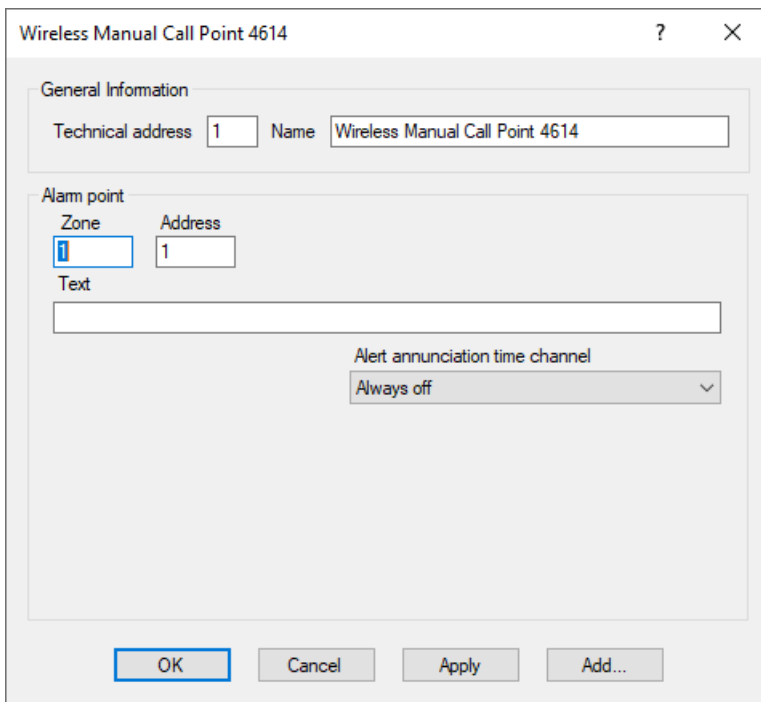 Wireless Manual Call Point 4614 ?
General Information
Technical address 1 Name Wireless Manual Call Point 4614
Alarm point
Zone Address
1 1
Text
Alert annunciation time channel
Always off
OK Cancel Apply Add...